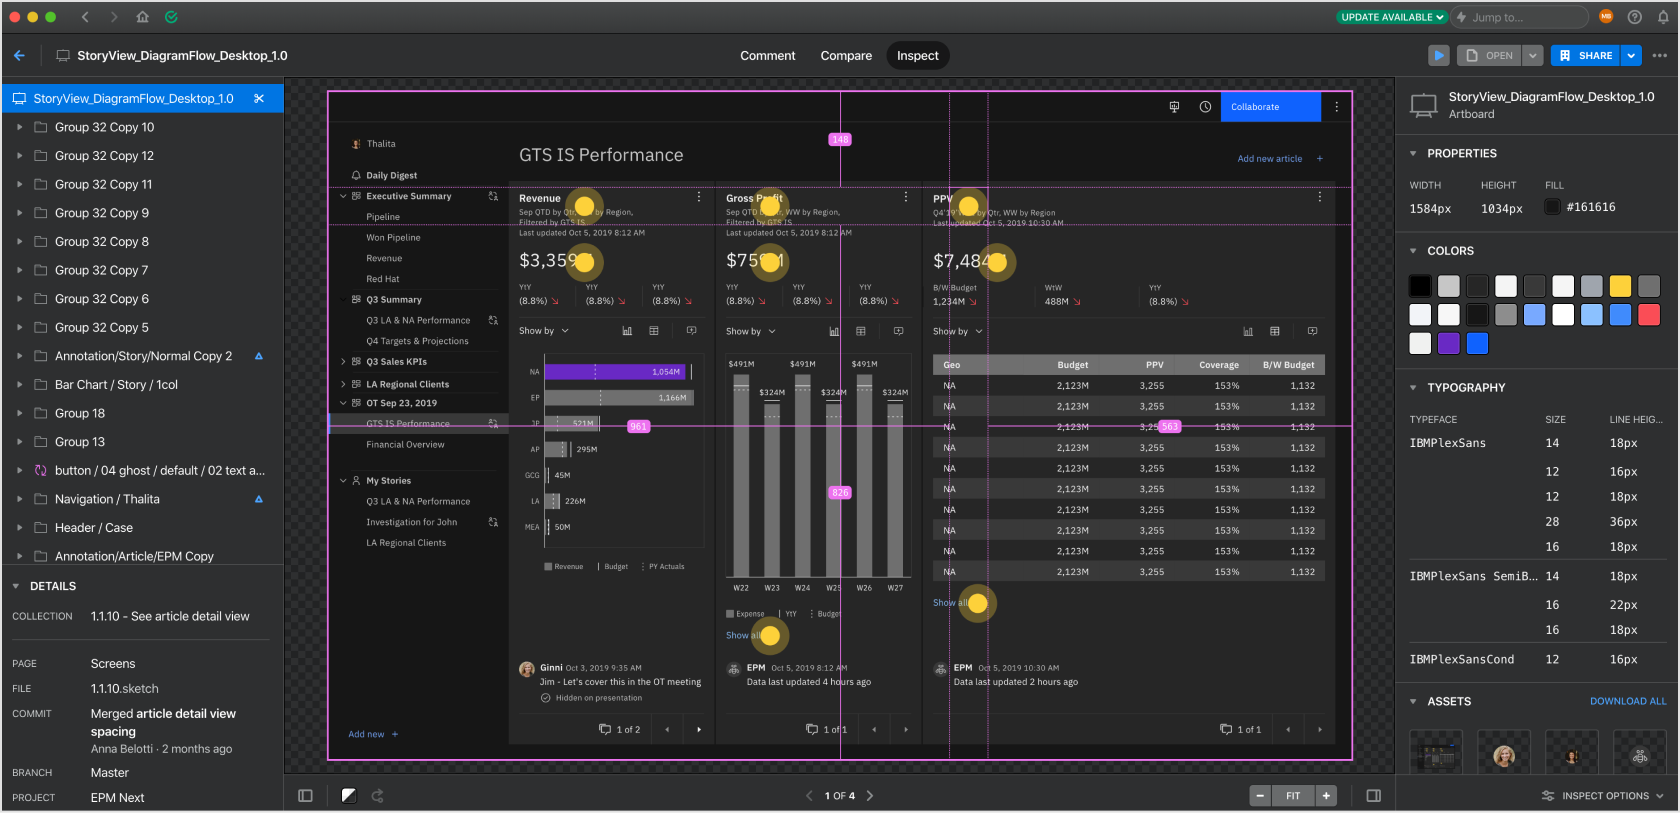 UPDATE AVAILABLE
Jump to...
MB
StoryView_DiagramFlow_Desktop_1.0
Comment
Compare
Inspect
OPEN
SHARE
StoryView_DiagramFlow_Desktop_1.0
Group 32 Copy 10
Group 32 Copy 12
Group 32 Copy 11
Group 32 Copy 9
Group 32 Copy 8
Group 32 Copy 7
Group 32 Copy 6
Group 32 Copy 5
Annotation/Story/Normal Copy 2
Bar Chart / Story / 1col
Group 18
Group 13
button / 04 ghost / default / 02 text a...
Navigation / Thalita
Header / Case
Annotation/Article/EPM Copy
DETAILS
COLLECTION 1.1.10 - See article detail view
PAGE Screens
FILE 1.1.10.sketch
COMMIT Merged article detail view
spacing
Anna Belotti · 2 months ago
BRANCH Master
PROJECT EPM Next
Collaborate
148
Thalita
Daily Digest
Executive Summary
Pipeline
Won Pipeline
Revenue
Red Hat
Q3 Summary
Q3 LA & NA Performance
Q4 Targets & Projections
Q3 Sales KPIs
LA Regional Clients
OT Sep 23, 2019
GTS IS Performance
Financial Overview
My Stories
Q3 LA & NA Performance
Investigation for John
LA Regional Clients
Add new +
GTS IS Performance
Add new article +
Revenue
Sep QTD by Qtr, by Region,
Filtered by GTS IS
Last updated Oct 5, 2019 8:12 AM
$3,359
YtY YtY YtY
(8.8%) (8.8%) (8.8%)
Show by
NA 1,054M
EP 1,166M
JP 521M
AP 295M
GCG 45M
LA 226M
MEA 50M
Revenue Budget PY Actuals
961
Ginni Oct 3, 2019 9:35 AM
Jim - Let's cover this in the OT meeting
Hidden on presentation
1 of 2
Gross Profit
Sep QTD by Qtr, WW by Region,
Filtered by GTS IS
Last updated Oct 5, 2019 8:12 AM
YtY YtY YtY
(8.8%) (8.8%) (8.8%)
Show by
$491M $324M $491M $324M $491M $324M
W22 W23 W24 W25 W26 W27
826
Expense YtY Budget
Show all
EPM Oct 5, 2019 8:12 AM
Data last updated 4 hours ago
1 of 1
PPV
Q4'19 by Qtr, WW by Region
Last updated Oct 5, 2019 10:30 AM
$7,484
B/W Budget WtW YtY
1,234M 488M (8.8%)
Show by
Geo Budget PPV Coverage B/W Budget
NA 2,123M 3,255 153% 1,132
NA 2,123M 3,255 153% 1,132
NA 2,123M 3,25 563 153% 1,132
NA 2,123M 3,255 153% 1,132
NA 2,123M 3,255 153% 1,132
NA 2,123M 3,255 153% 1,132
NA 2,123M 3,255 153% 1,132
NA 2,123M 3,255 153% 1,132
NA 2,123M 3,255 153% 1,132
NA 2,123M 3,255 153% 1,132
Show all
EPM Oct 5, 2019 10:30 AM
Data last updated 2 hours ago
1 of 1
1 OF 4
FIT
StoryView_DiagramFlow_Desktop_1.0
Artboard
PROPERTIES
WIDTH HEIGHT FILL
1584px 1034px #161616
COLORS
TYPOGRAPHY
TYPEFACE SIZE LINE HEIG...
IBMPlexSans 14 18px
12 16px
12 18px
28 36px
16 18px
IBMPlexSans SemiB... 14 18px
16 22px
16 18px
IBMPlexSansCond 12 16px
ASSETS DOWNLOAD ALL
INSPECT OPTIONS